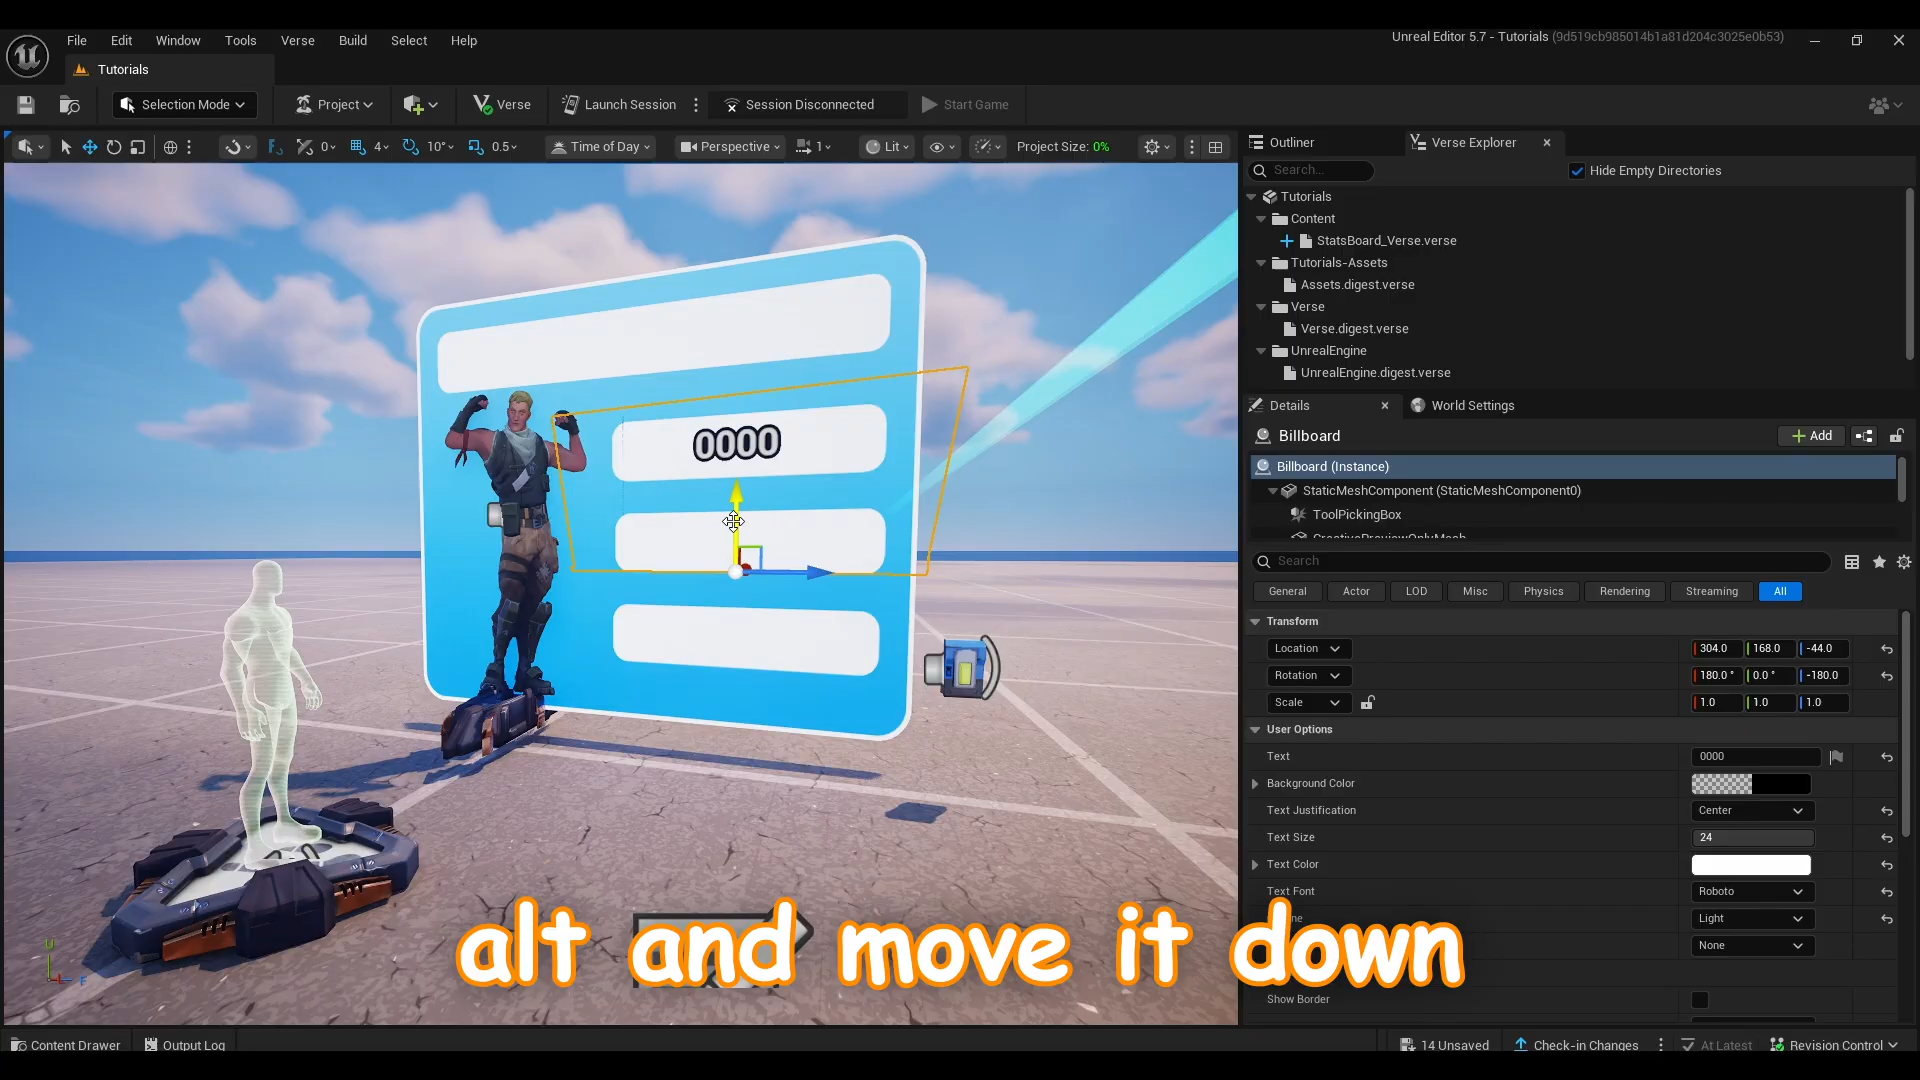 File Edit Window Tools Verse Build Select Help
Unreal Editor 5.7 - Tutorials (9d519cb985014b1a81d204c3025e0b53)
Tutorials
Selection Mode
Project
Verse
Launch Session
Session Disconnected
Start Game
0 4 10° 0.5
Time of Day
Perspective
1
Lit
Project Size: 0%
Outliner
Verse Explorer
Search...
Hide Empty Directories
Tutorials
Content
StatsBoard_Verse.verse
Tutorials-Assets
Assets.digest.verse
Verse
Verse.digest.verse
UnrealEngine
UnrealEngine.digest.verse
Details
World Settings
Billboard
Add
Billboard (Instance)
StaticMeshComponent (StaticMeshComponent0)
ToolPickingBox
CreativePreviewOnlyMesh
Search
General Actor LOD Misc Physics Rendering Streaming All
Transform
Location 304.0 168.0 -44.0
Rotation 180.0° 0.0° -180.0
Scale 1.0 1.0 1.0
User Options
Text 0000
Background Color
Text Justification Center
Text Size 24
Text Color
Text Font Roboto
Light
None
Show Border
0000
alt and move it down
Content Drawer
Output Log
14 Unsaved
Check-in Changes
At Latest
Revision Control